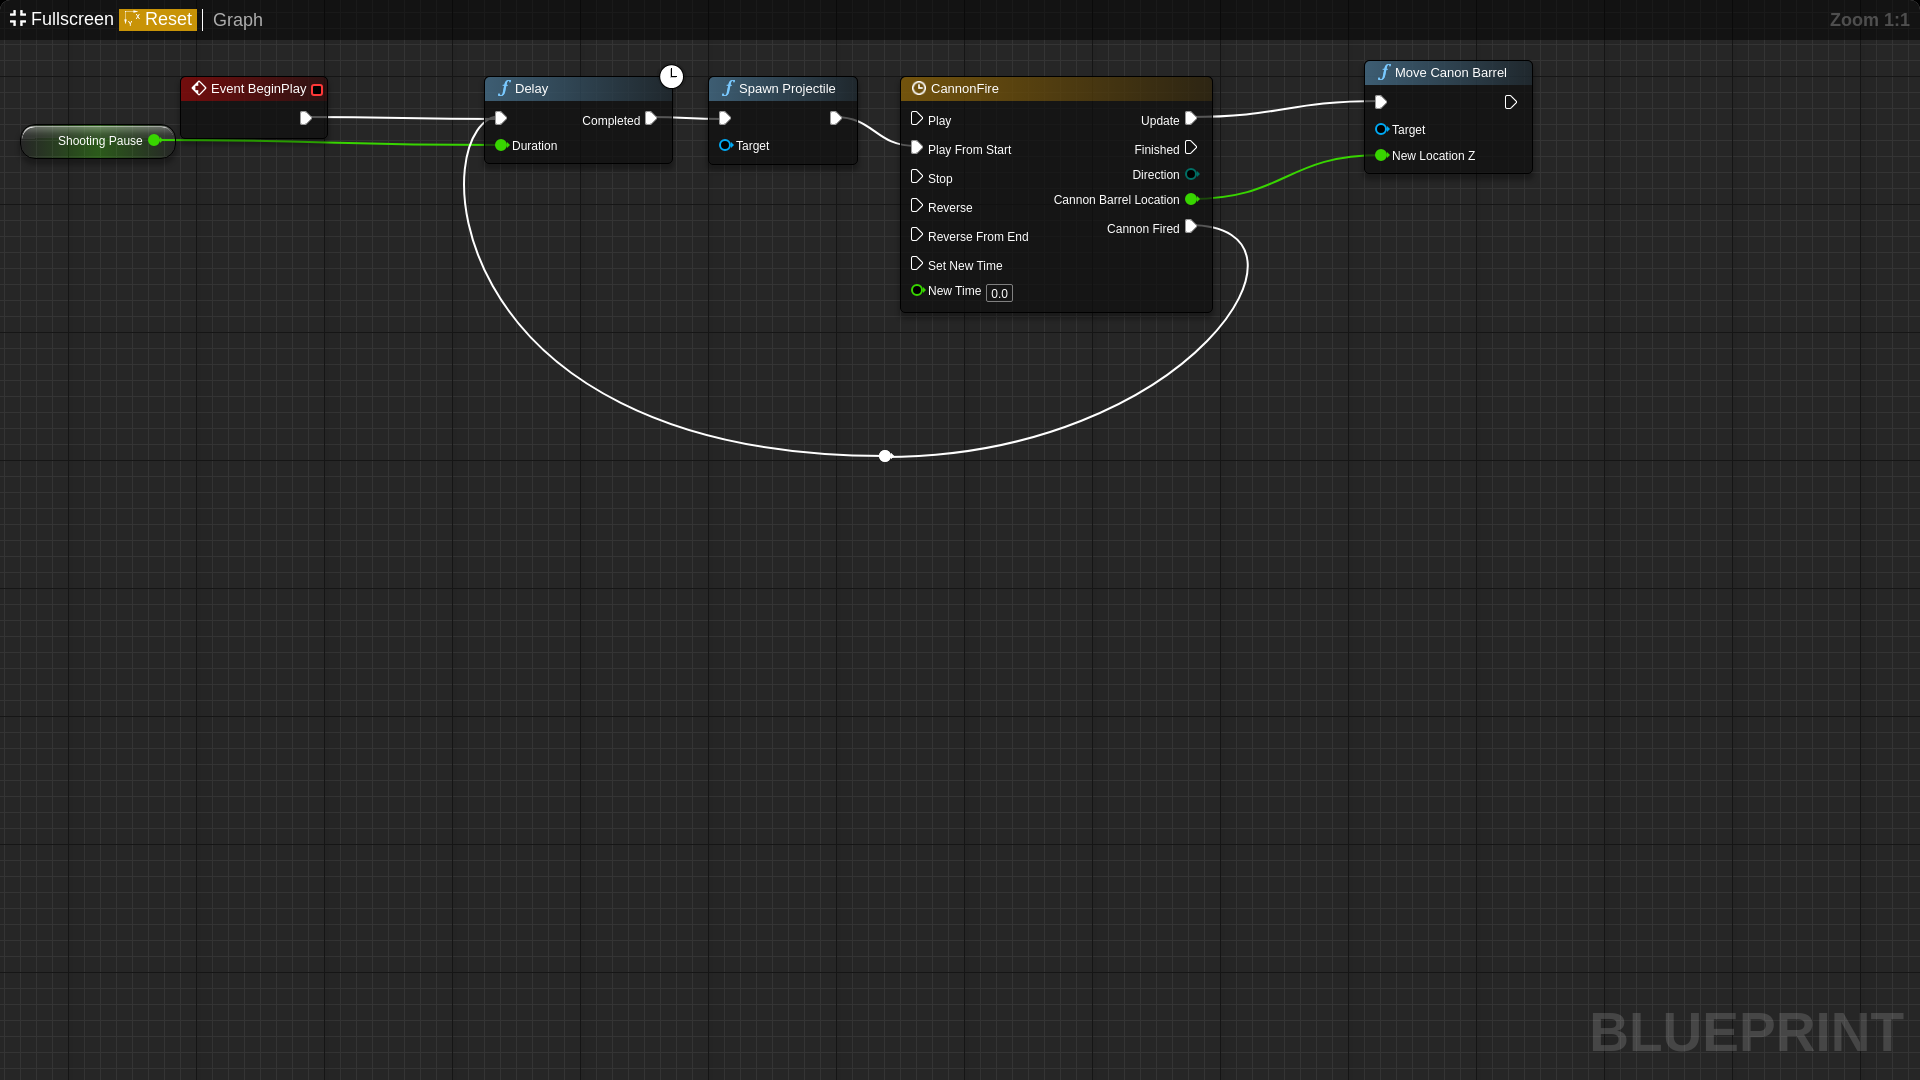 Fullscreen Reset Graph
Zoom 1:1
Shooting Pause
Event BeginPlay
Delay
Completed
Duration
Spawn Projectile
Target
CannonFire
Play
Play From Start
Stop
Reverse
Reverse From End
Set New Time
New Time 0.0
Update
Finished
Direction
Cannon Barrel Location
Cannon Fired
Move Canon Barrel
Target
New Location Z
BLUEPRINT